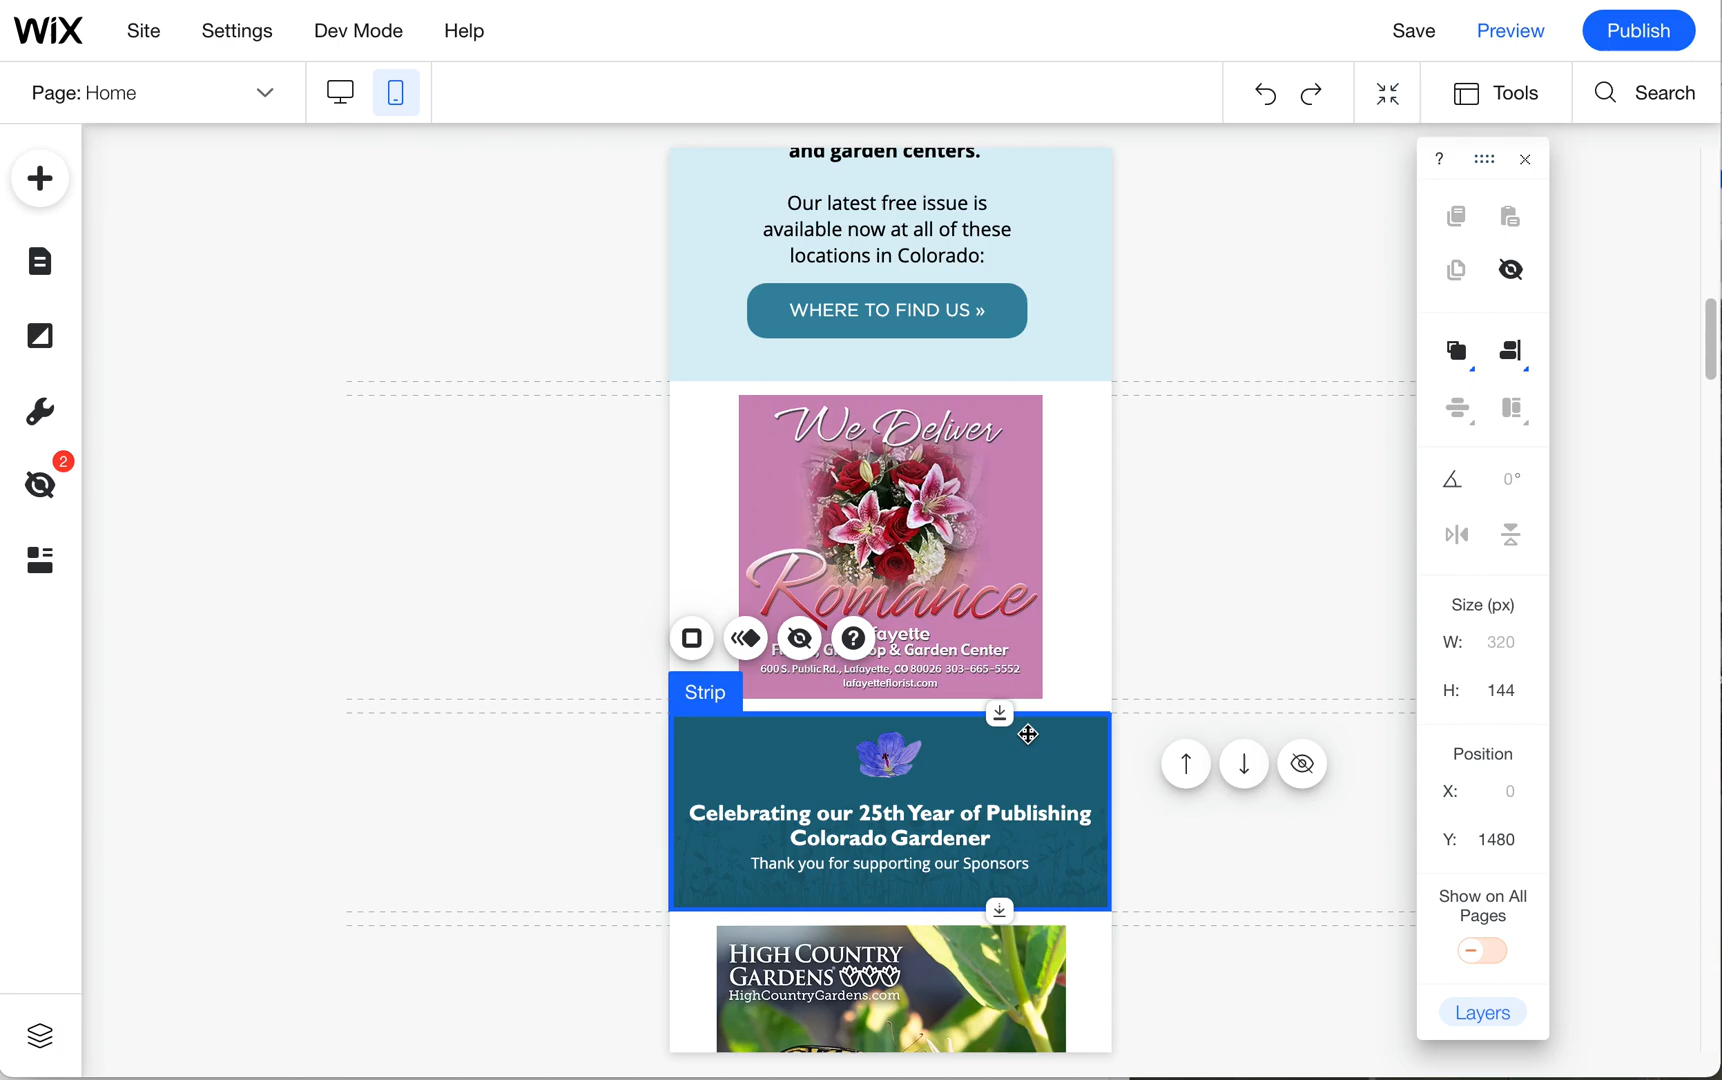 WiX
Site
Settings
Dev Mode
Help
Save
Preview
Publish
Page: Home
Tools
Search
2
and garden centers.
Our latest free issue is
available now at all of these
locations in Colorado:
WHERE TO FIND US »
We Deliver
Romance
Center
600 S. Public Rd., Lafayette, CO 80026 303-665-5552
lafayetteflorist.com
Strip
Celebrating our 25th Year of Publishing
Colorado Gardener
Thank you for supporting our Sponsors
HIGH COUNTRY
GARDENS
HighCountryGardens.com
?
?
0°
Size (px)
W: 320
H: 144
Position
X: 0
Y: 1480
Show on All
Pages
Layers